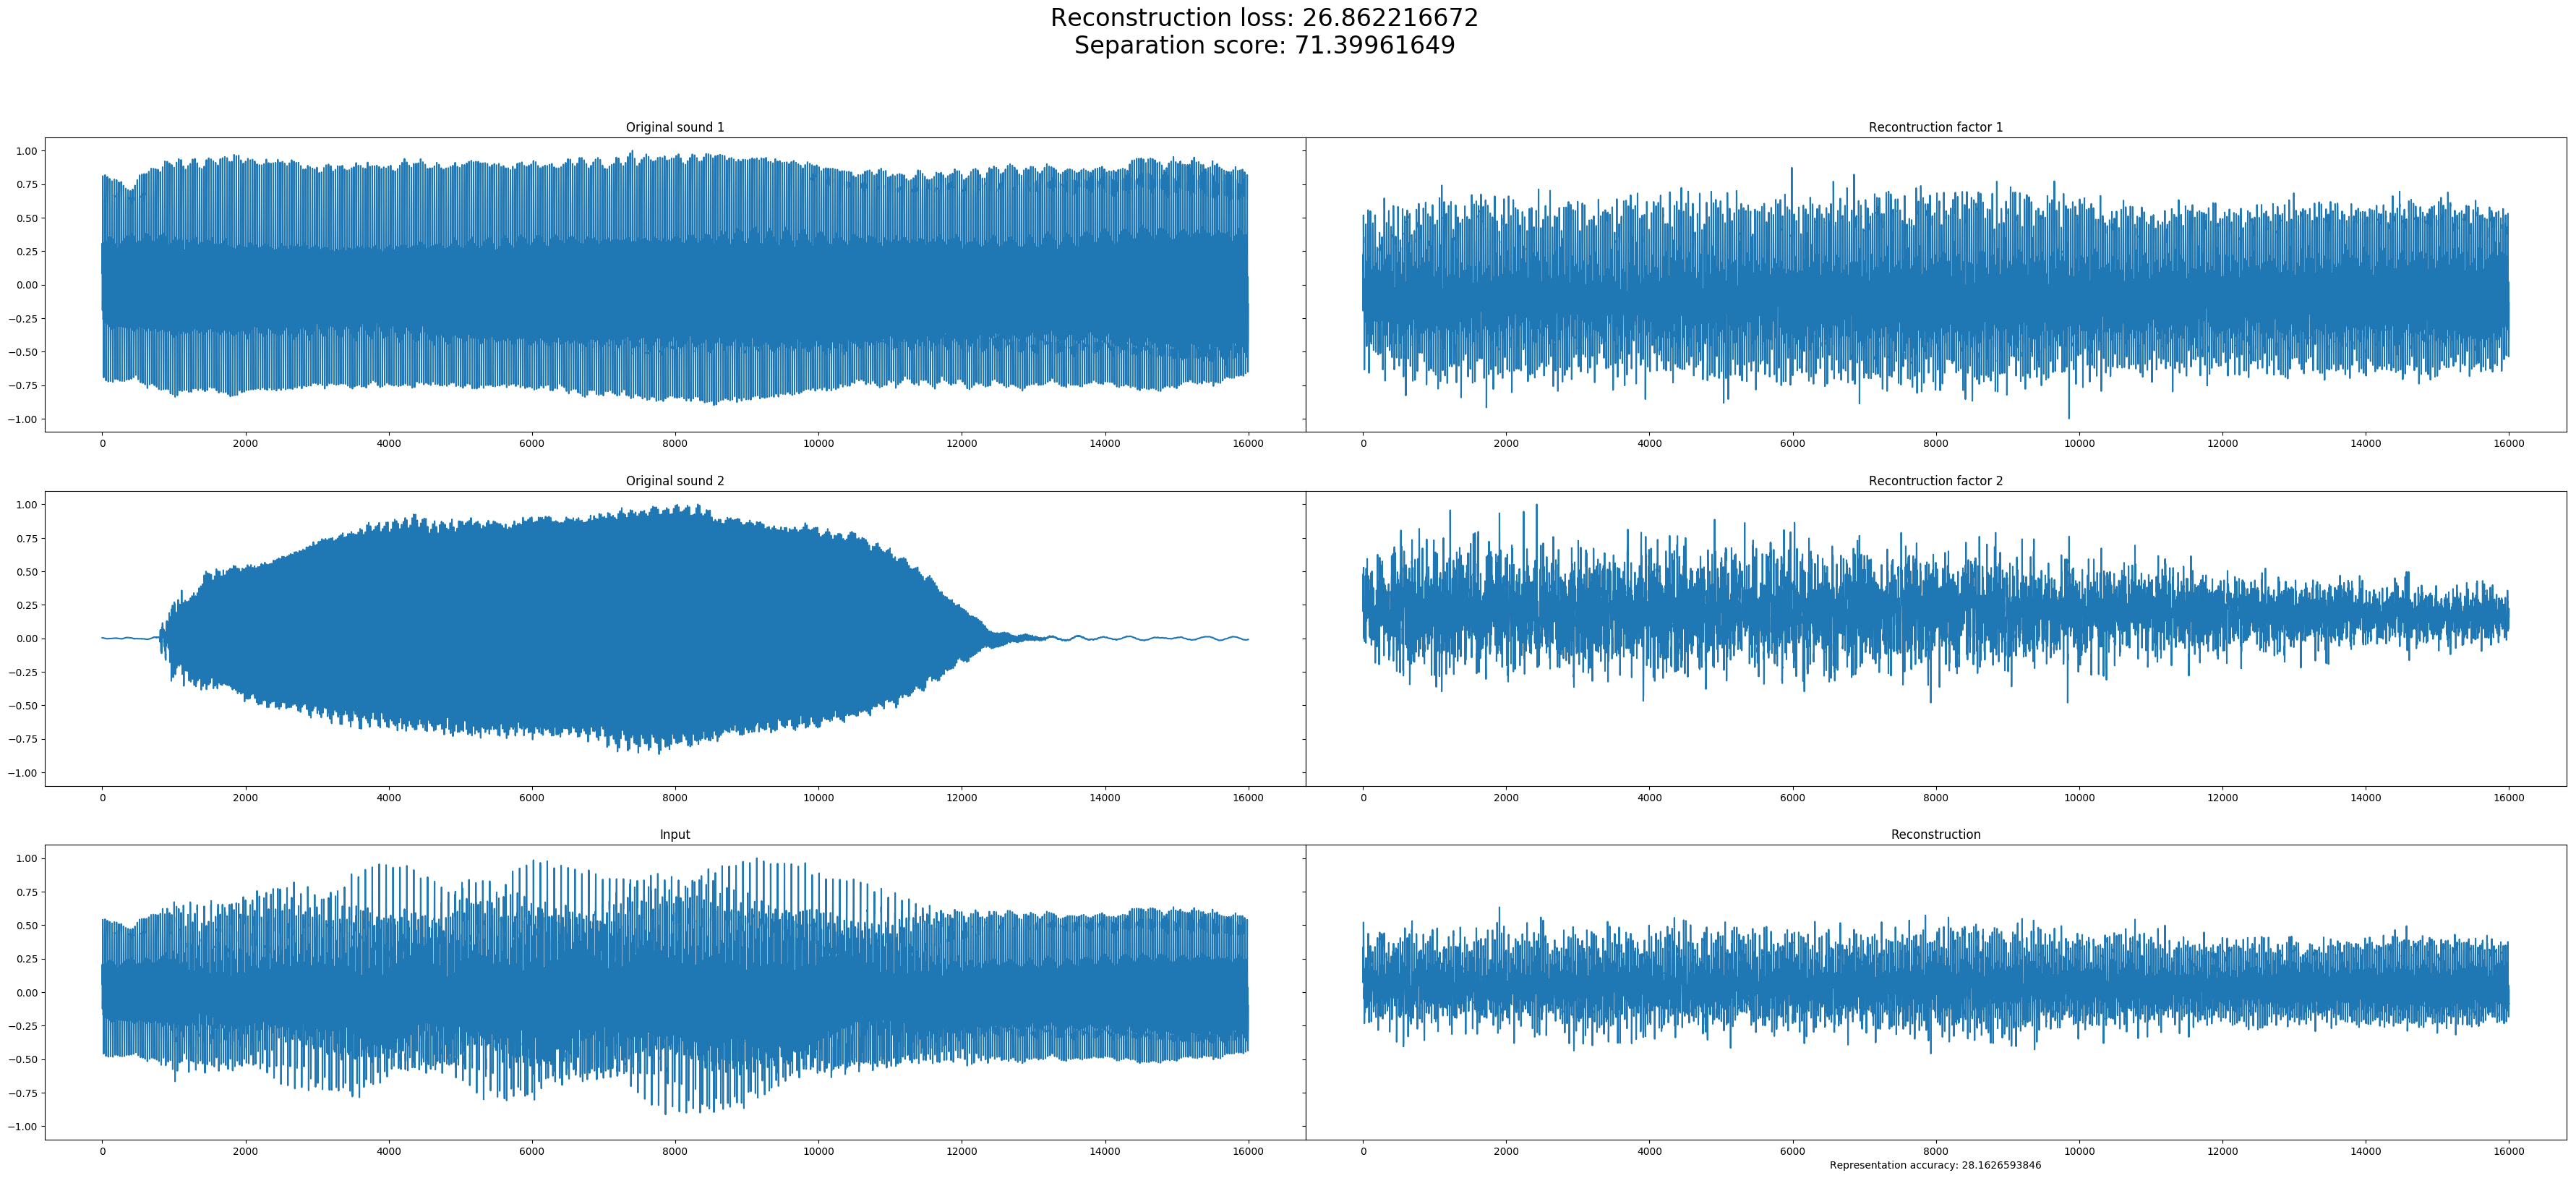 Reconstruction loss: 26.862216672
Separation score: 71.39961649
Original sound 1
Recontruction factor 1
1.00
0.75
0.50
0.25
0.00
−0.25
−0.50
−0.75
−1.00
0 2000 4000 6000 8000 10000 12000 14000 16000
0 2000 4000 6000 8000 10000 12000 14000 16000
Original sound 2
Recontruction factor 2
1.00
0.75
0.50
0.25
0.00
−0.25
−0.50
−0.75
−1.00
0 2000 4000 6000 8000 10000 12000 14000 16000
0 2000 4000 6000 8000 10000 12000 14000 16000
Input
Reconstruction
1.00
0.75
0.50
0.25
0.00
−0.25
−0.50
−0.75
−1.00
0 2000 4000 6000 8000 10000 12000 14000 16000
0 2000 4000 6000 8000 10000 12000 14000 16000
Representation accuracy: 28.1626593846